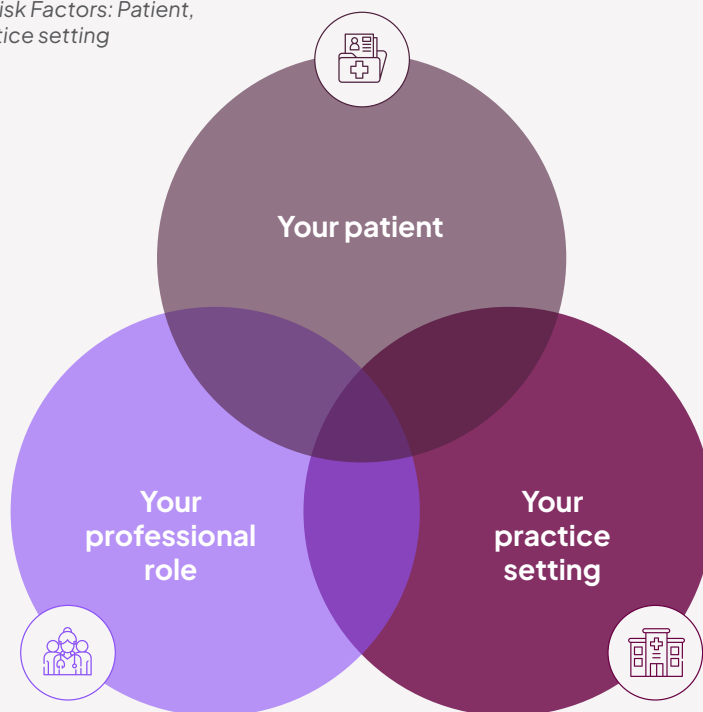 isk Factors: Patient,
tice setting
Your patient
Your
professional
role
Your
practice
setting